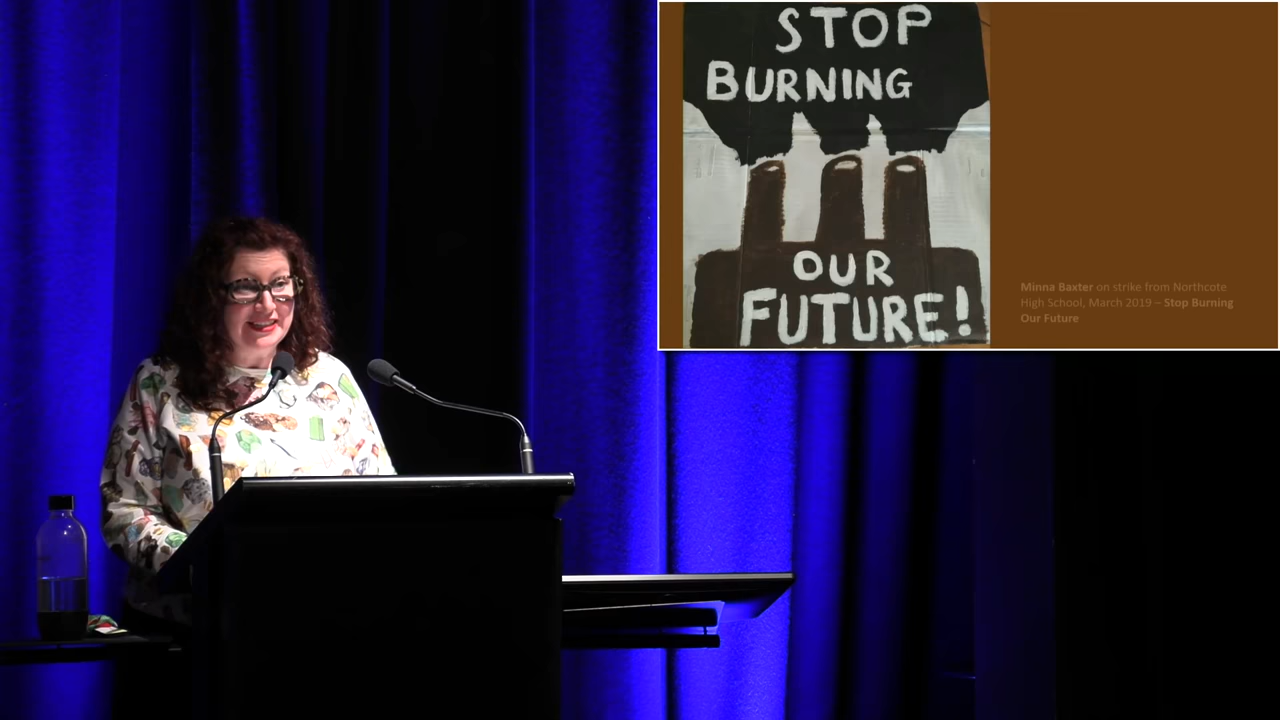 STOP
BURNING
OUR
FUTURE!
Minna Baxter on strike from Northcote
High School, March 2019 – Stop Burning
Our Future